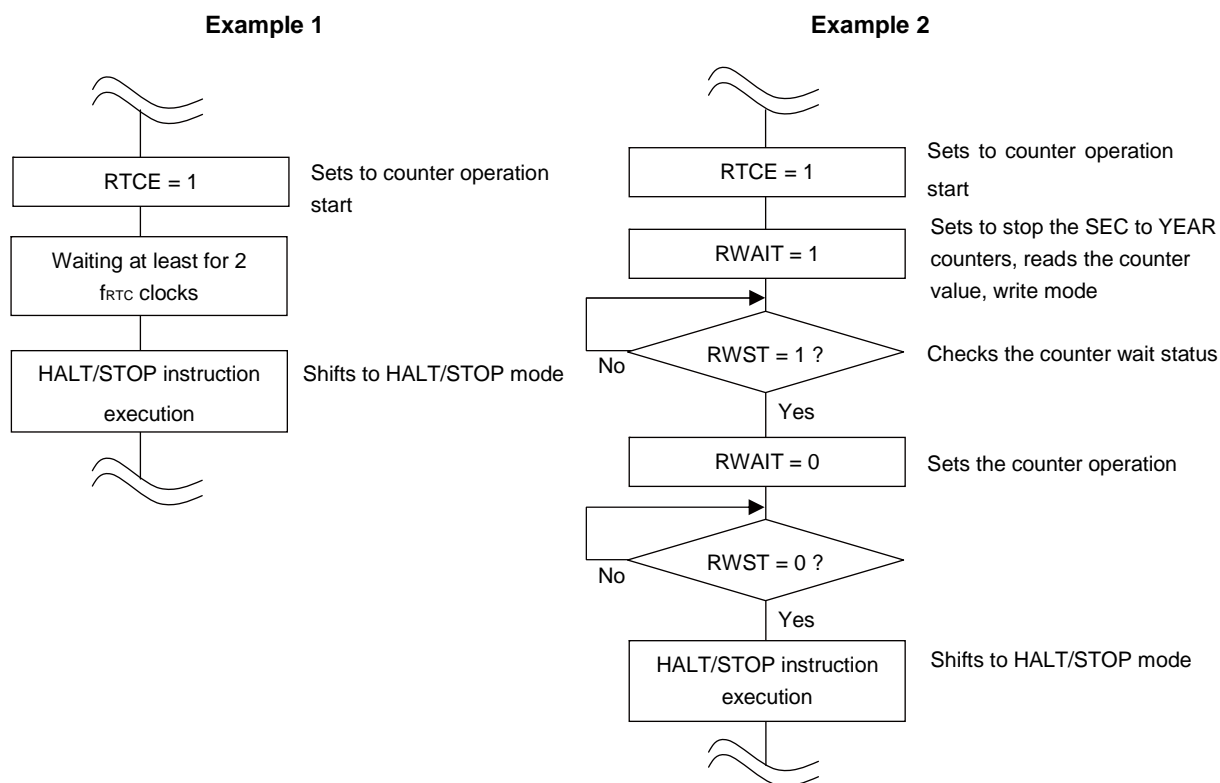 Example 1
RTCE = 1
Sets to counter operation
start
Waiting at least for 2
fRTC clocks
HALT/STOP instruction
execution
Shifts to HALT/STOP mode
Example 2
RTCE = 1
Sets to counter operation
start
RWAIT = 1
Sets to stop the SEC to YEAR
counters, reads the counter
value, write mode
RWST = 1 ?
No
Checks the counter wait status
Yes
RWAIT = 0
Sets the counter operation
RWST = 0 ?
No
Yes
HALT/STOP instruction
execution
Shifts to HALT/STOP mode